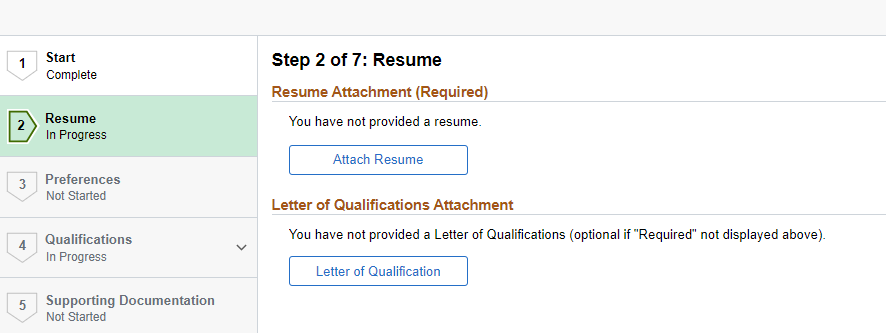 1
Start
Complete
2
Resume
In Progress
3
Preferences
Not Started
4
Qualifications
In Progress
5
Supporting Documentation
Not Started
Step 2 of 7: Resume
Resume Attachment (Required)
You have not provided a resume.
Attach Resume
Letter of Qualifications Attachment
You have not provided a Letter of Qualifications (optional if "Required" not displayed above).
Letter of Qualification